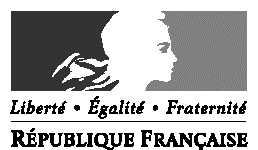 Liberté • Égalité • Fraternité
RÉPUBLIQUE FRANÇAISE